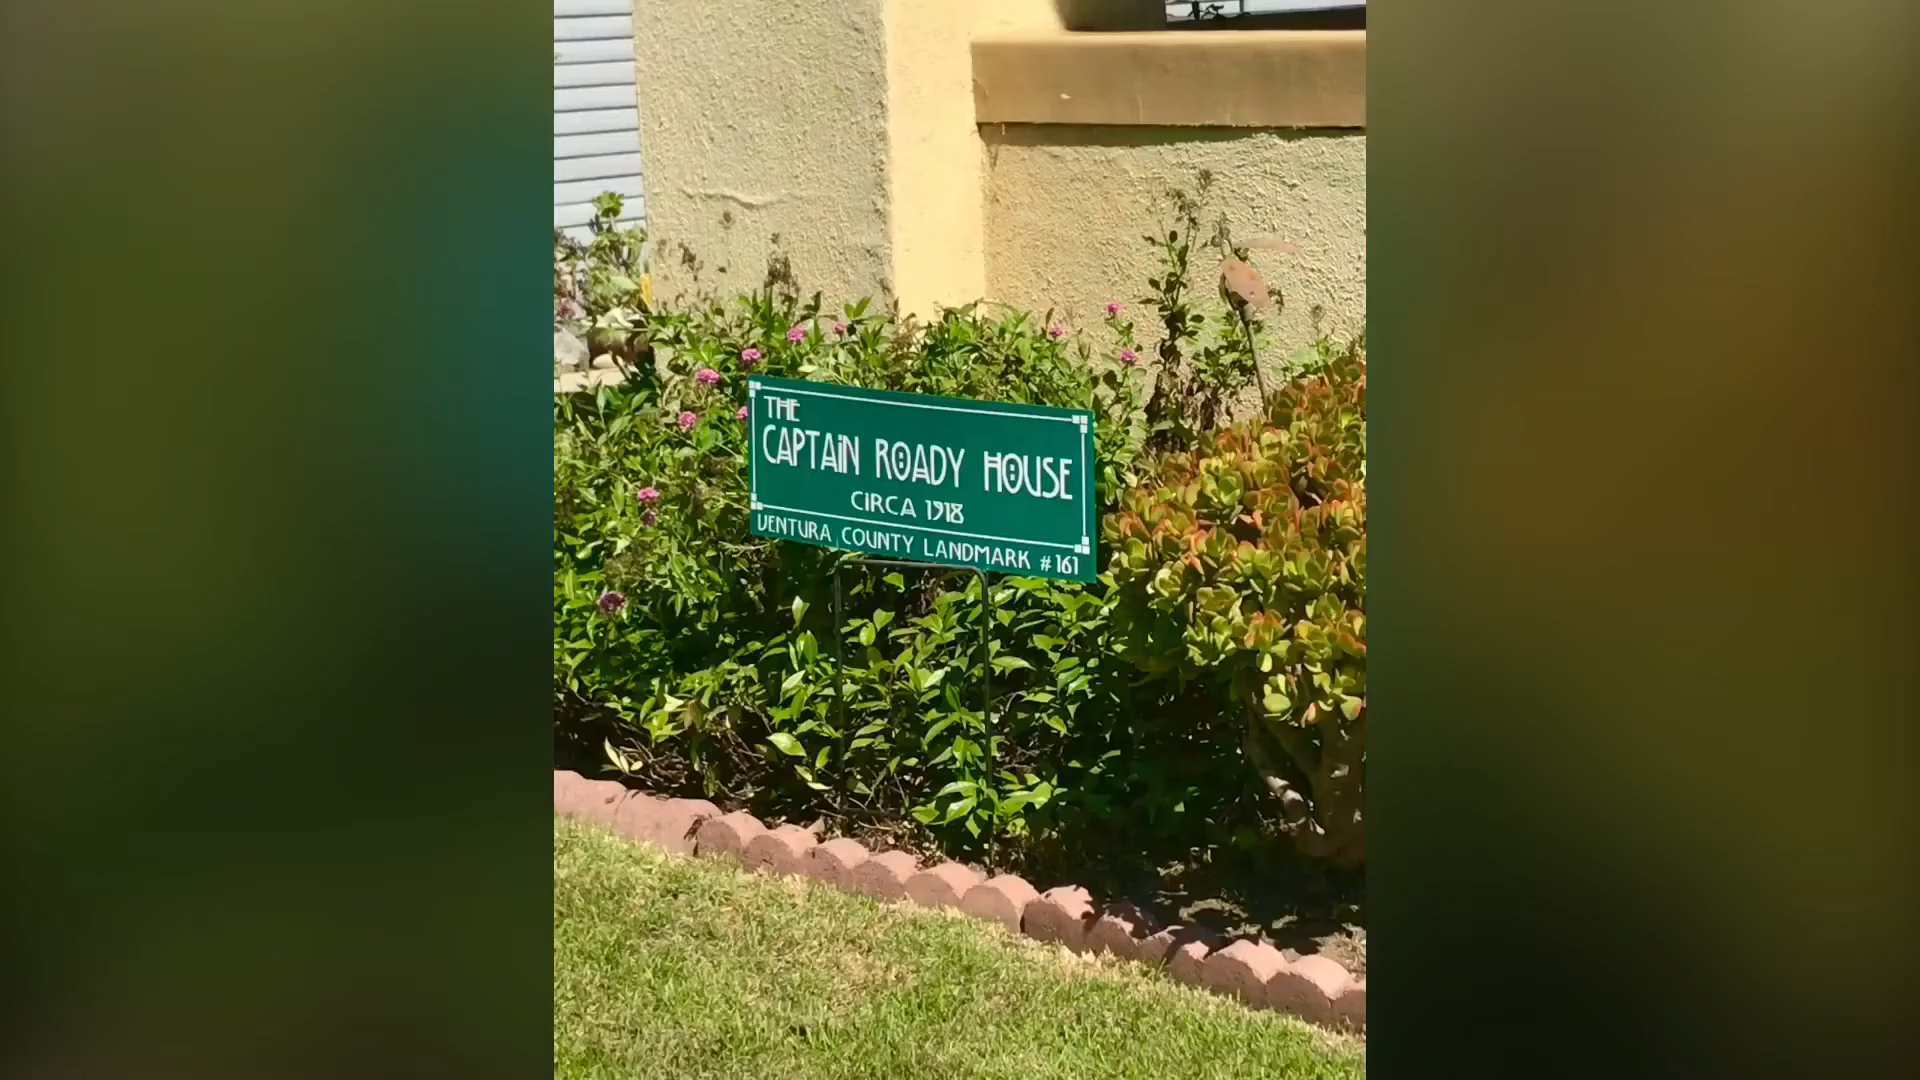 THE
CAPTAIN ROADY HOUSE
CIRCA 1918
VENTURA COUNTY LANDMARK #161